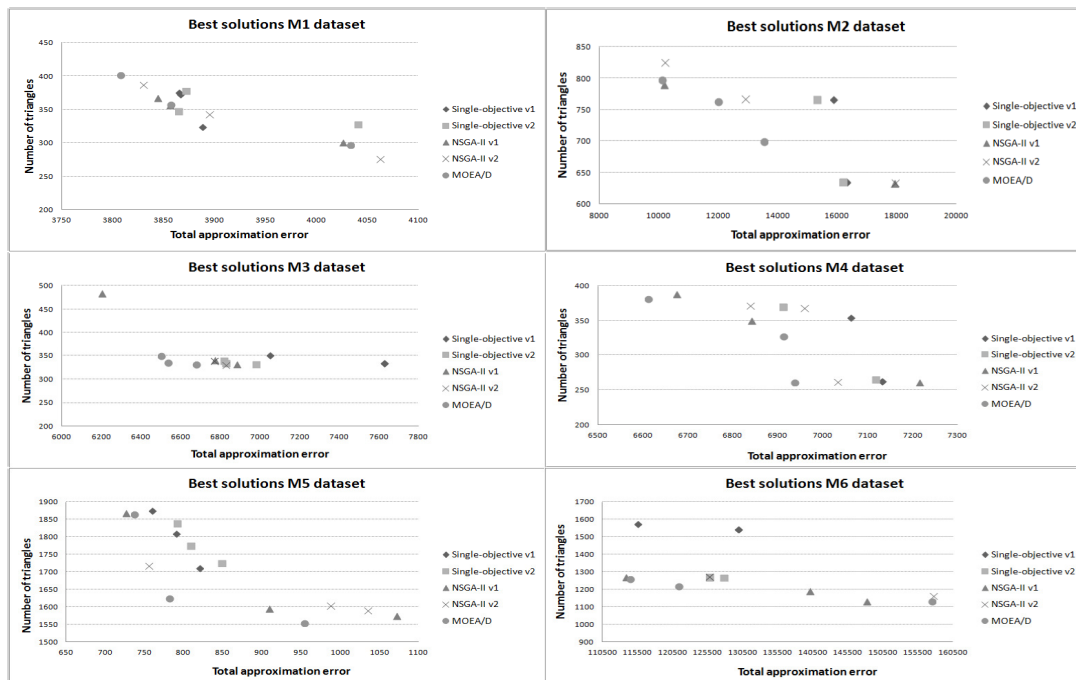 Best solutions M1 dataset
Number of triangles
450
400
350
300
250
200
3750
3800
3850
3900
3950
4000
4050
4100
Total approximation error
Single-objective v1
Single-objective v2
NSGA-II v1
NSGA-II v2
MOEA/D
Best solutions M2 dataset
Number of triangles
850
800
750
700
650
600
8000
10000
12000
14000
16000
18000
20000
Total approximation error
Single-objective v1
Single-objective v2
NSGA-II v1
NSGA-II v2
MOEA/D
Best solutions M3 dataset
Number of triangles
500
450
400
350
300
250
200
6000
6200
6400
6600
6800
7000
7200
7400
7600
7800
Total approximation error
Single-objective v1
Single-objective v2
NSGA-II v1
NSGA-II v2
MOEA/D
Best solutions M4 dataset
Number of triangles
400
350
300
250
200
6500
6600
6700
6800
6900
7000
7100
7200
7300
Total approximation error
Single-objective v1
Single-objective v2
NSGA-II v1
NSGA-II v2
MOEA/D
Best solutions M5 dataset
Number of triangles
1900
1850
1800
1750
1700
1650
1600
1550
1500
650
700
750
800
850
900
950
1000
1050
1100
Total approximation error
Single-objective v1
Single-objective v2
NSGA-II v1
NSGA-II v2
MOEA/D
Best solutions M6 dataset
Number of triangles
1700
1600
1500
1400
1300
1200
1100
1000
900
110500
115500
120500
125500
130500
135500
140500
145500
150500
155500
160500
Total approximation error
Single-objective v1
Single-objective v2
NSGA-II v1
NSGA-II v2
MOEA/D